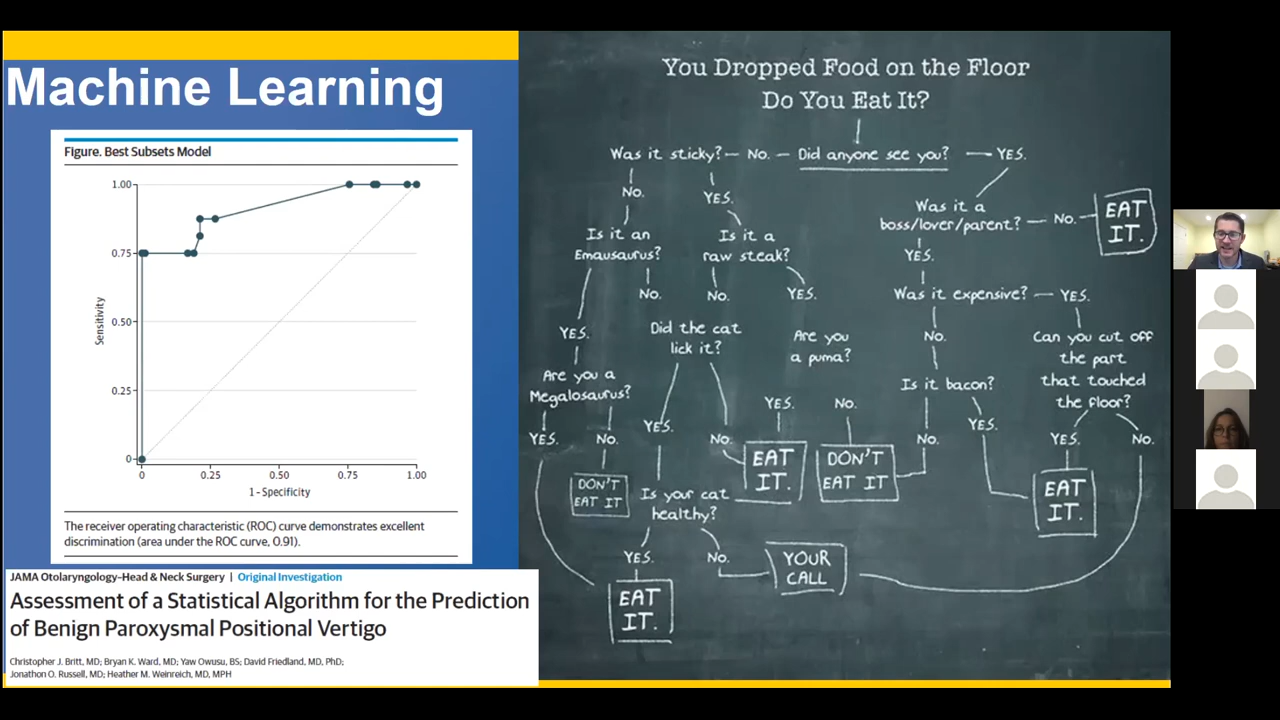 Machine Learning
Figure. Best Subsets Model
1.00
0.75
0.50
0.25
0
Sensitivity
0
0.25
0.50
0.75
1.00
1 - Specificity
The receiver operating characteristic (ROC) curve demonstrates excellent
discrimination (area under the ROC curve, 0.91).
JAMA Otolaryngology–Head & Neck Surgery | Original Investigation
Assessment of a Statistical Algorithm for the Prediction
of Benign Paroxysmal Positional Vertigo
Christopher J. Britt, MD; Bryan K. Ward, MD; Yaw Owusu, BS; David Friedland, MD, PhD;
Jonathon O. Russell, MD; Heather M. Weinreich, MD, MPH
You Dropped Food on the Floor
Do You Eat It?
Was it sticky? — NO. — Did anyone see you? — YES.
NO.
YES.
Was it a
boss/lover/parent? — NO.
EAT
IT.
Is it an
Emausaurus?
Is it a
raw steak?
YES.
NO.
NO.
YES.
Was it expensive? — YES.
YES.
Did the cat
lick it?
Are you
a puma?
NO.
Can you cut off
the part
that touched
the floor?
Are you a
Megalosaurus?
Is it bacon?
YES.
NO.
YES.
NO.
YES.
NO.
NO.
YES.
YES.
NO.
DON'T
EAT IT
EAT
IT.
DON'T
EAT IT
EAT
IT.
Is your cat
healthy?
YES.
NO.
YOUR
CALL
EAT
IT.